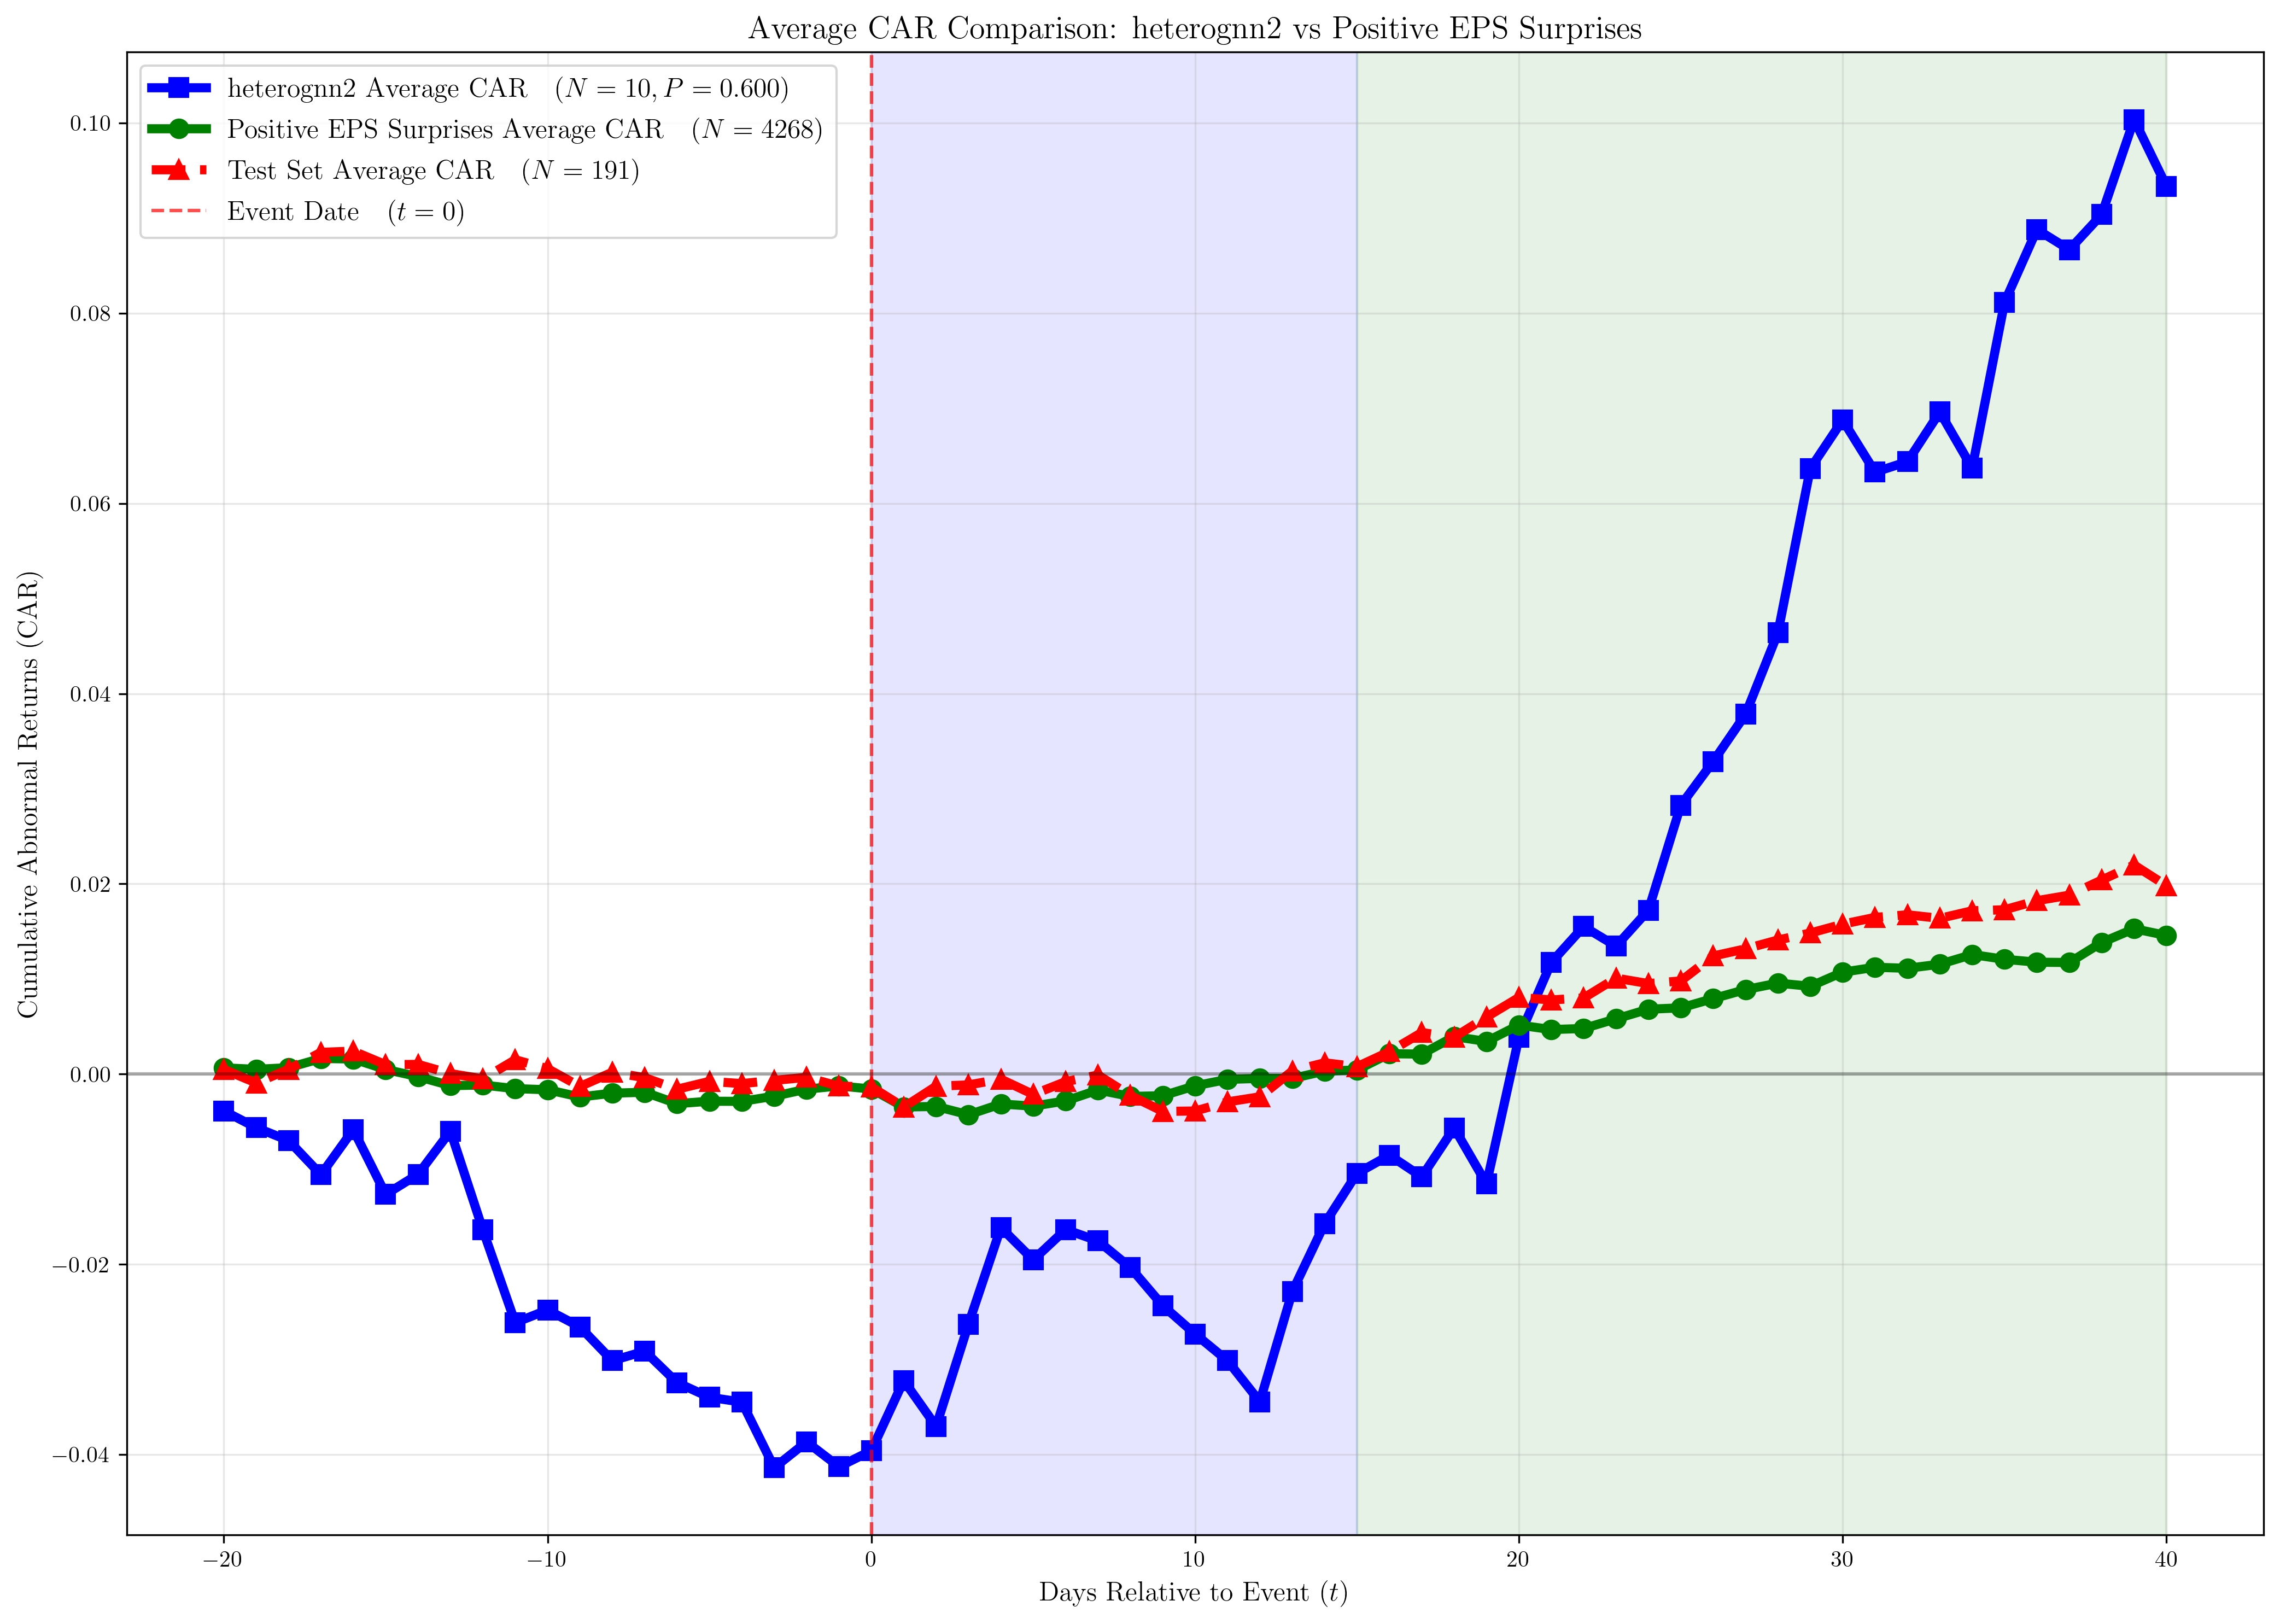 Average CAR Comparison: heterognn2 vs Positive EPS Surprises
heterognn2 Average CAR (N = 10, P = 0.600)
Positive EPS Surprises Average CAR (N = 4268)
Test Set Average CAR (N = 191)
Event Date (t = 0)
Cumulative Abnormal Returns (CAR)
0.10
0.08
0.06
0.04
0.02
0.00
−0.02
−0.04
−20 −10 0 10 20 30 40
Days Relative to Event (t)